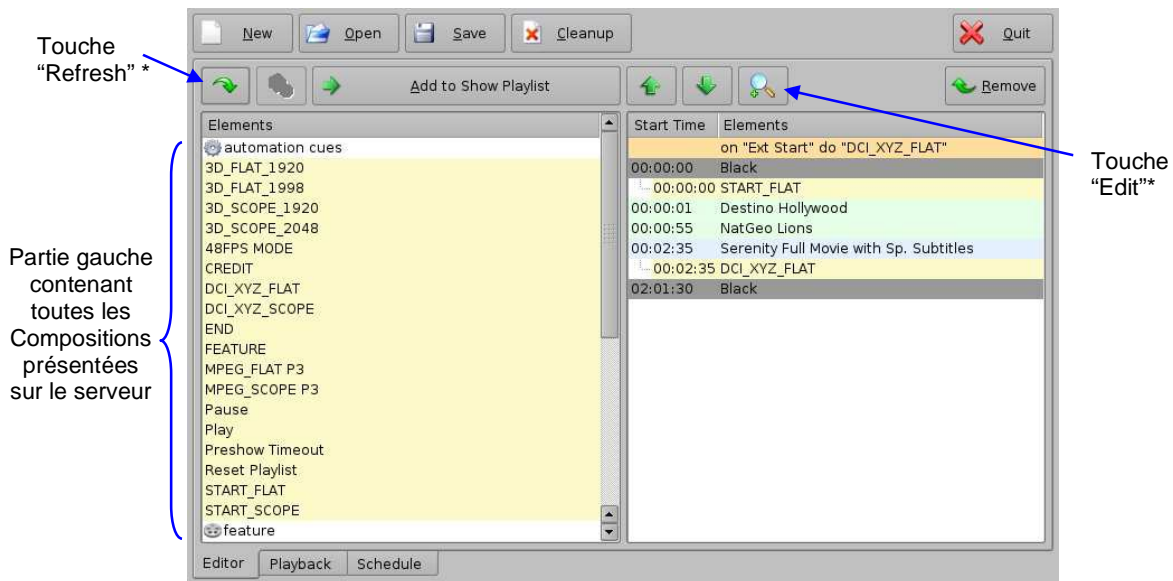 New
Open
Save
Cleanup
Quit
Touche
“Refresh” *
Add to Show Playlist
Remove
Elements
automation cues
3D_FLAT_1920
3D_FLAT_1998
3D_SCOPE_1920
3D_SCOPE_2048
48FPS MODE
CREDIT
DCI_XYZ_FLAT
DCI_XYZ_SCOPE
END
FEATURE
MPEG_FLAT P3
MPEG_SCOPE P3
Pause
Play
Preshow Timeout
Reset Playlist
START_FLAT
START_SCOPE
feature
Start Time Elements
on "Ext Start" do "DCI_XYZ_FLAT"
00:00:00 Black
00:00:00 START_FLAT
00:00:01 Destino Hollywood
00:00:55 NatGeo Lions
00:02:35 Serenity Full Movie with Sp. Subtitles
00:02:35 DCI_XYZ_FLAT
02:01:30 Black
Touche
“Edit”*
Partie gauche
contenant
toutes les
Compositions
présentées
sur le serveur
Editor Playback Schedule